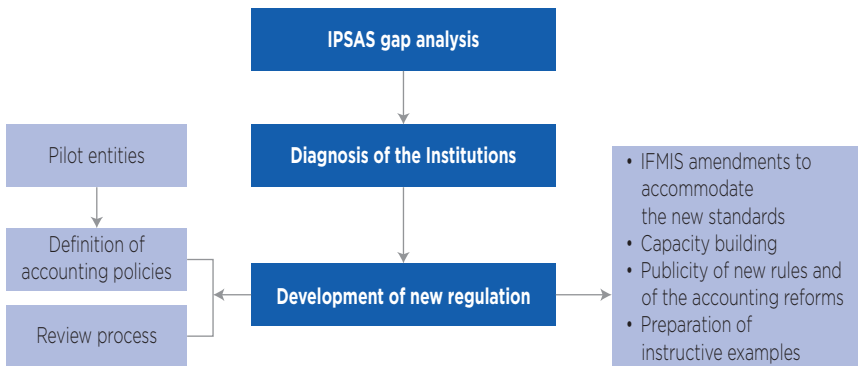 IPSAS gap analysis
Pilot entities
Diagnosis of the Institutions
Definition of
accounting policies
Review process
Development of new regulation
• IFMIS amendments to
accommodate
the new standards
• Capacity building
• Publicity of new rules and
of the accounting reforms
• Preparation of
instructive examples